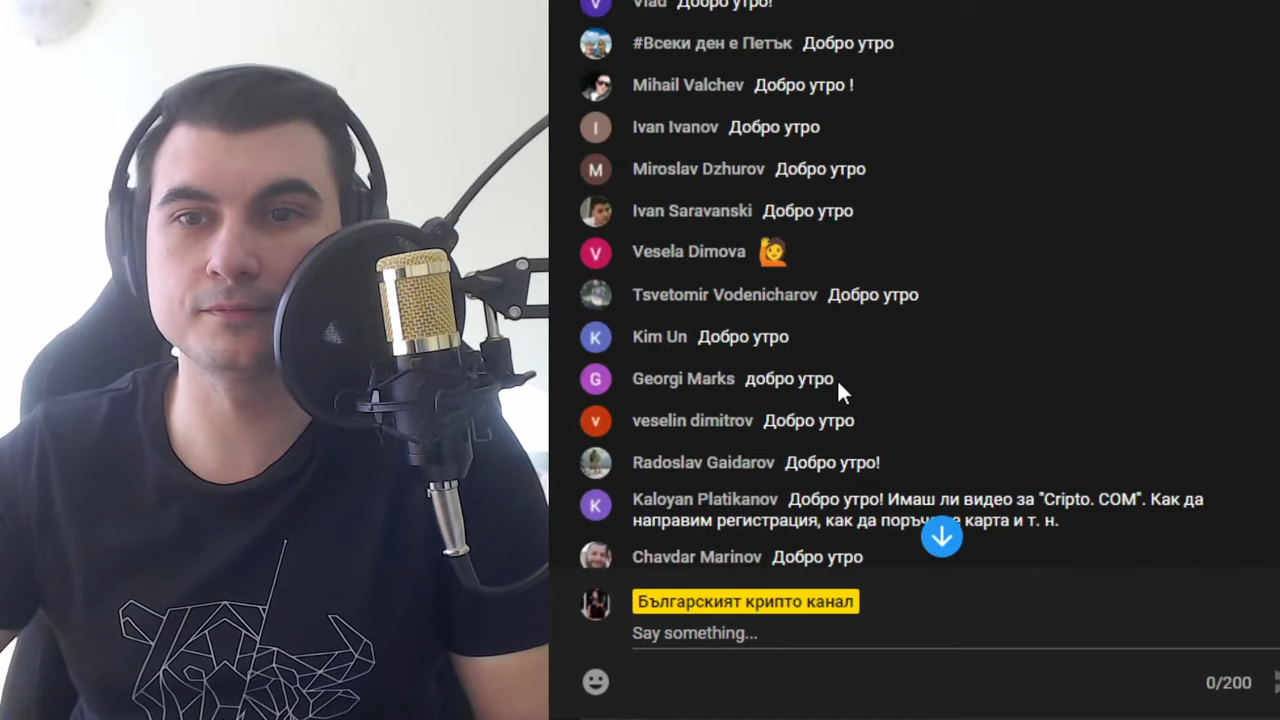 Vlad Добро утро!
#Всеки ден е Петък Добро утро
Mihail Valchev Добро утро !
I Ivan Ivanov Добро утро
M Miroslav Dzhurov Добро утро
Ivan Saravanski Добро утро
V Vesela Dimova
Tsvetomir Vodenicharov Добро утро
K Kim Un Добро утро
G Georgi Marks добро утро
v veselin dimitrov Добро утро
Radoslav Gaidarov Добро утро!
K Kaloyan Platikanov Добро утро! Имаш ли видео за "Cripto. COM". Как да
направим регистрация, как да карта и т. н.
Chavdar Marinov Добро утро
Българският крипто канал
Say something...
0/200